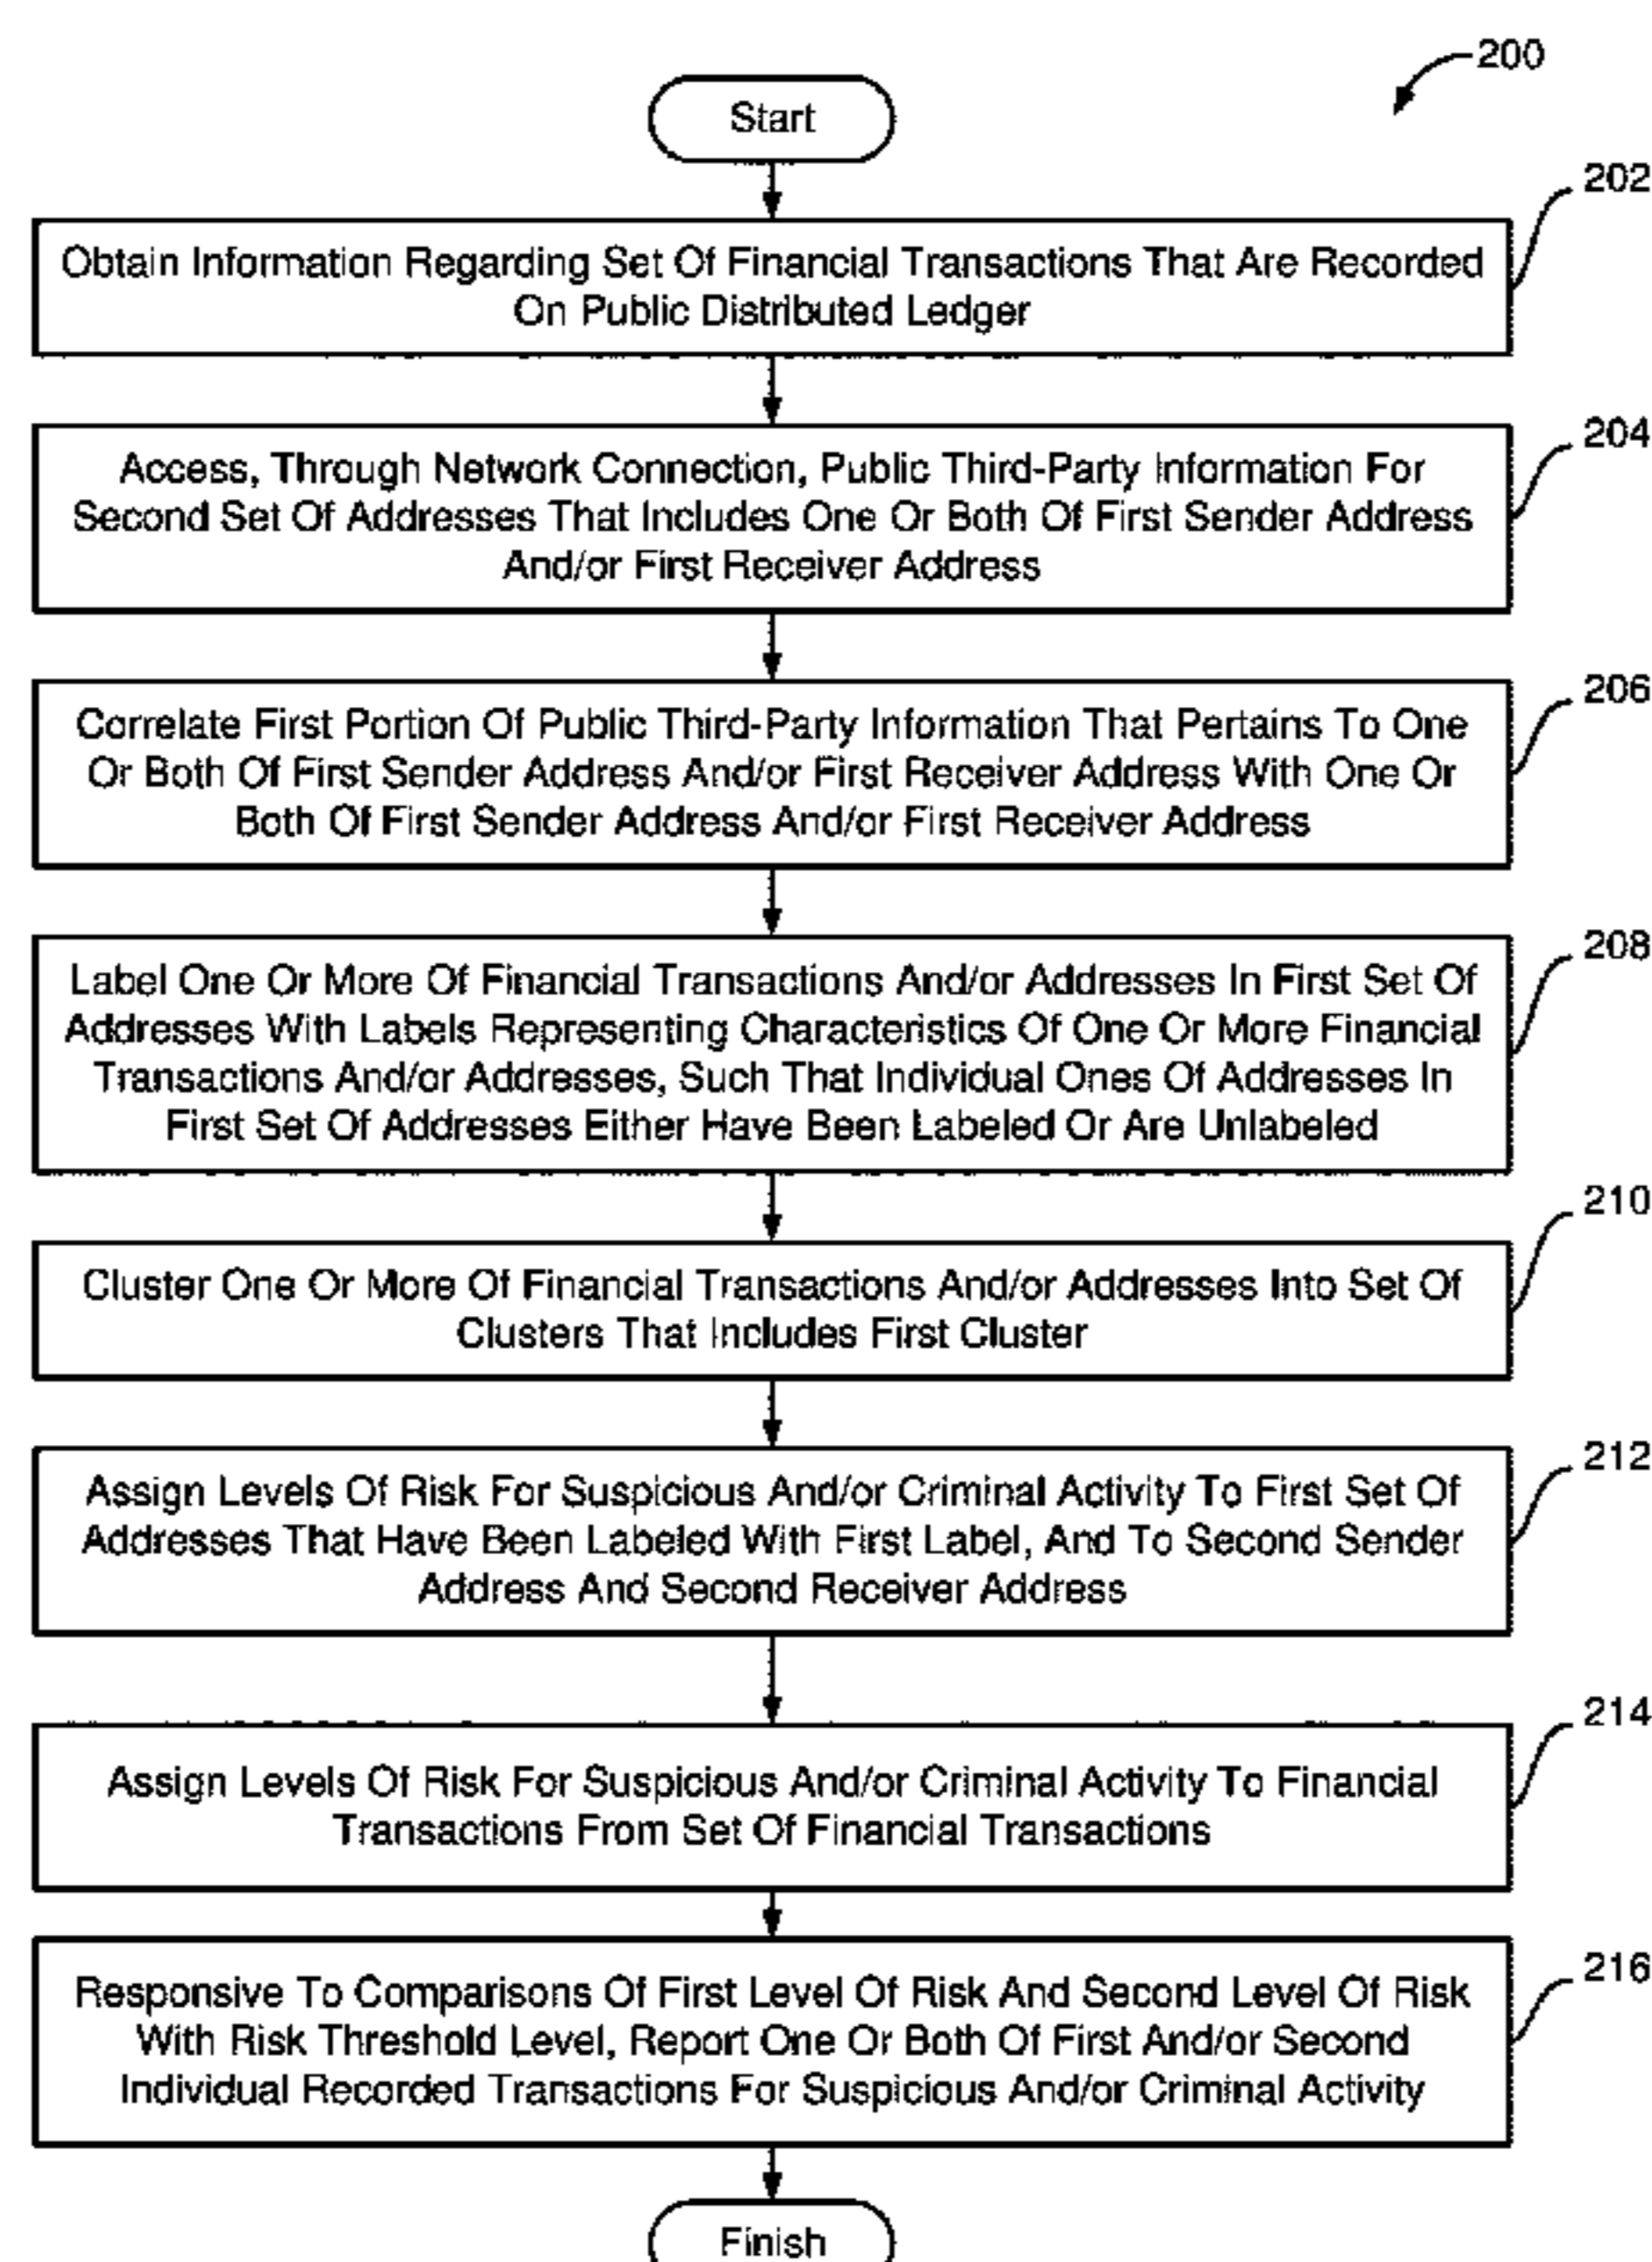 200
Start
202
Obtain Information Regarding Set Of Financial Transactions That Are Recorded
On Public Distributed Ledger
204
Access, Through Network Connection, Public Third-Party Information For
Second Set Of Addresses That Includes One Or Both Of First Sender Address
And/or First Receiver Address
206
Correlate First Portion Of Public Third-Party Information That Pertains To One
Or Both Of First Sender Address And/or First Receiver Address With One Or
Both Of First Sender Address And/or First Receiver Address
208
Label One Or More Of Financial Transactions And/or Addresses In First Set Of
Addresses With Labels Representing Characteristics Of One Or More Financial
Transactions And/or Addresses, Such That Individual Ones Of Addresses In
First Set Of Addresses Either Have Been Labeled Or Are Unlabeled
210
Cluster One Or More Of Financial Transactions And/or Addresses Into Set Of
Clusters That Includes First Cluster
212
Assign Levels Of Risk For Suspicious And/or Criminal Activity To First Set Of
Addresses That Have Been Labeled With First Label, And To Second Sender
Address And Second Receiver Address
214
Assign Levels Of Risk For Suspicious And/or Criminal Activity To Financial
Transactions From Set Of Financial Transactions
216
Responsive To Comparisons Of First Level Of Risk And Second Level Of Risk
With Risk Threshold Level, Report One Or Both Of First And/or Second
Individual Recorded Transactions For Suspicious And/or Criminal Activity
Finish